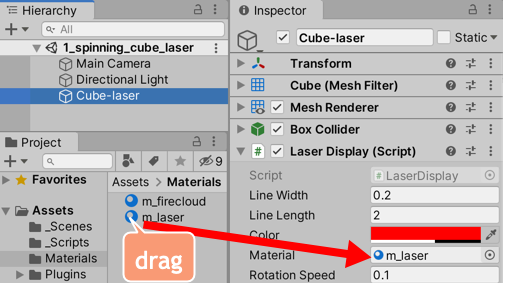 Hierarchy
All
1_spinning_cube_laser
Main Camera
Directional Light
Cube-laser
Project
9
Favorites
Assets
_Scenes
_Scripts
Materials
Plugins
Assets > Materials
m_firecloud
m_laser
drag
Inspector
Cube-laser
Static
Transform
Cube (Mesh Filter)
Mesh Renderer
Box Collider
# Laser Display (Script)
Script # LaserDisplay
Line Width 0.2
Line Length 2
Color
Material m_laser
Rotation Speed 0.1